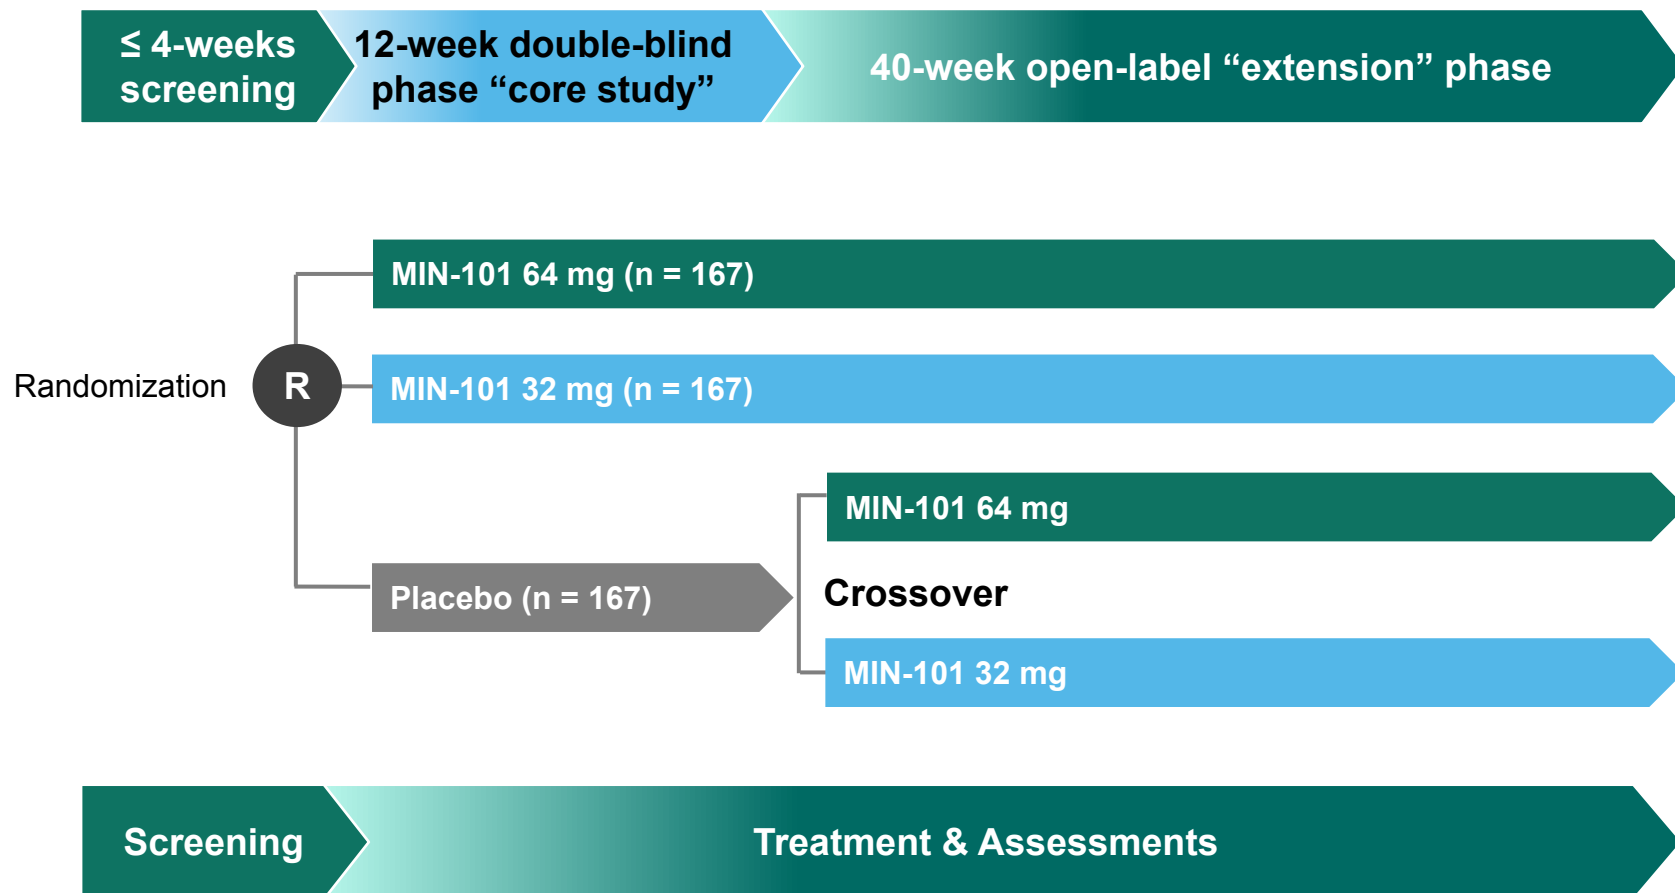 ≤ 4-weeks
screening
12-week double-blind
phase “core study”
40-week open-label “extension” phase
MIN-101 64 mg (n = 167)
Randomization
R
MIN-101 32 mg (n = 167)
MIN-101 64 mg
Placebo (n = 167)
Crossover
MIN-101 32 mg
Screening
Treatment & Assessments